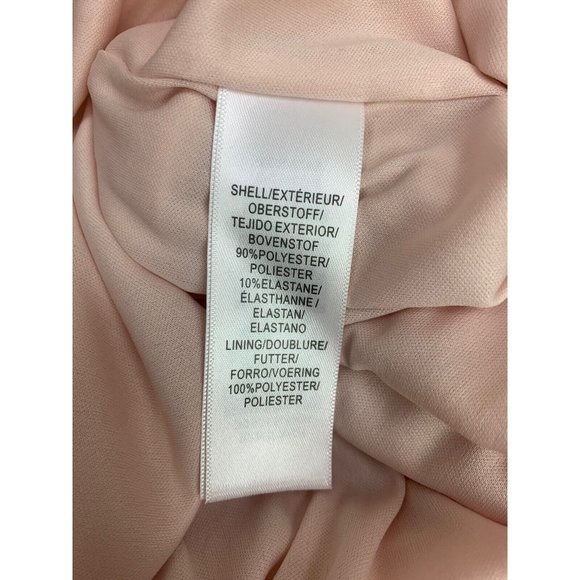 SHELL/EXTÉRIEUR/
OBERSTOFF/
TEJIDO EXTERIOR/
BOVENSTOF
90%POLYESTER/
POLIESTER
10%ELASTANE/
ÉLASTHANNE /
ELASTAN/
ELASTANO
LINING/DOUBLURE/
FUTTER/
FORRO/VOERING
100%POLYESTER/
POLIESTER